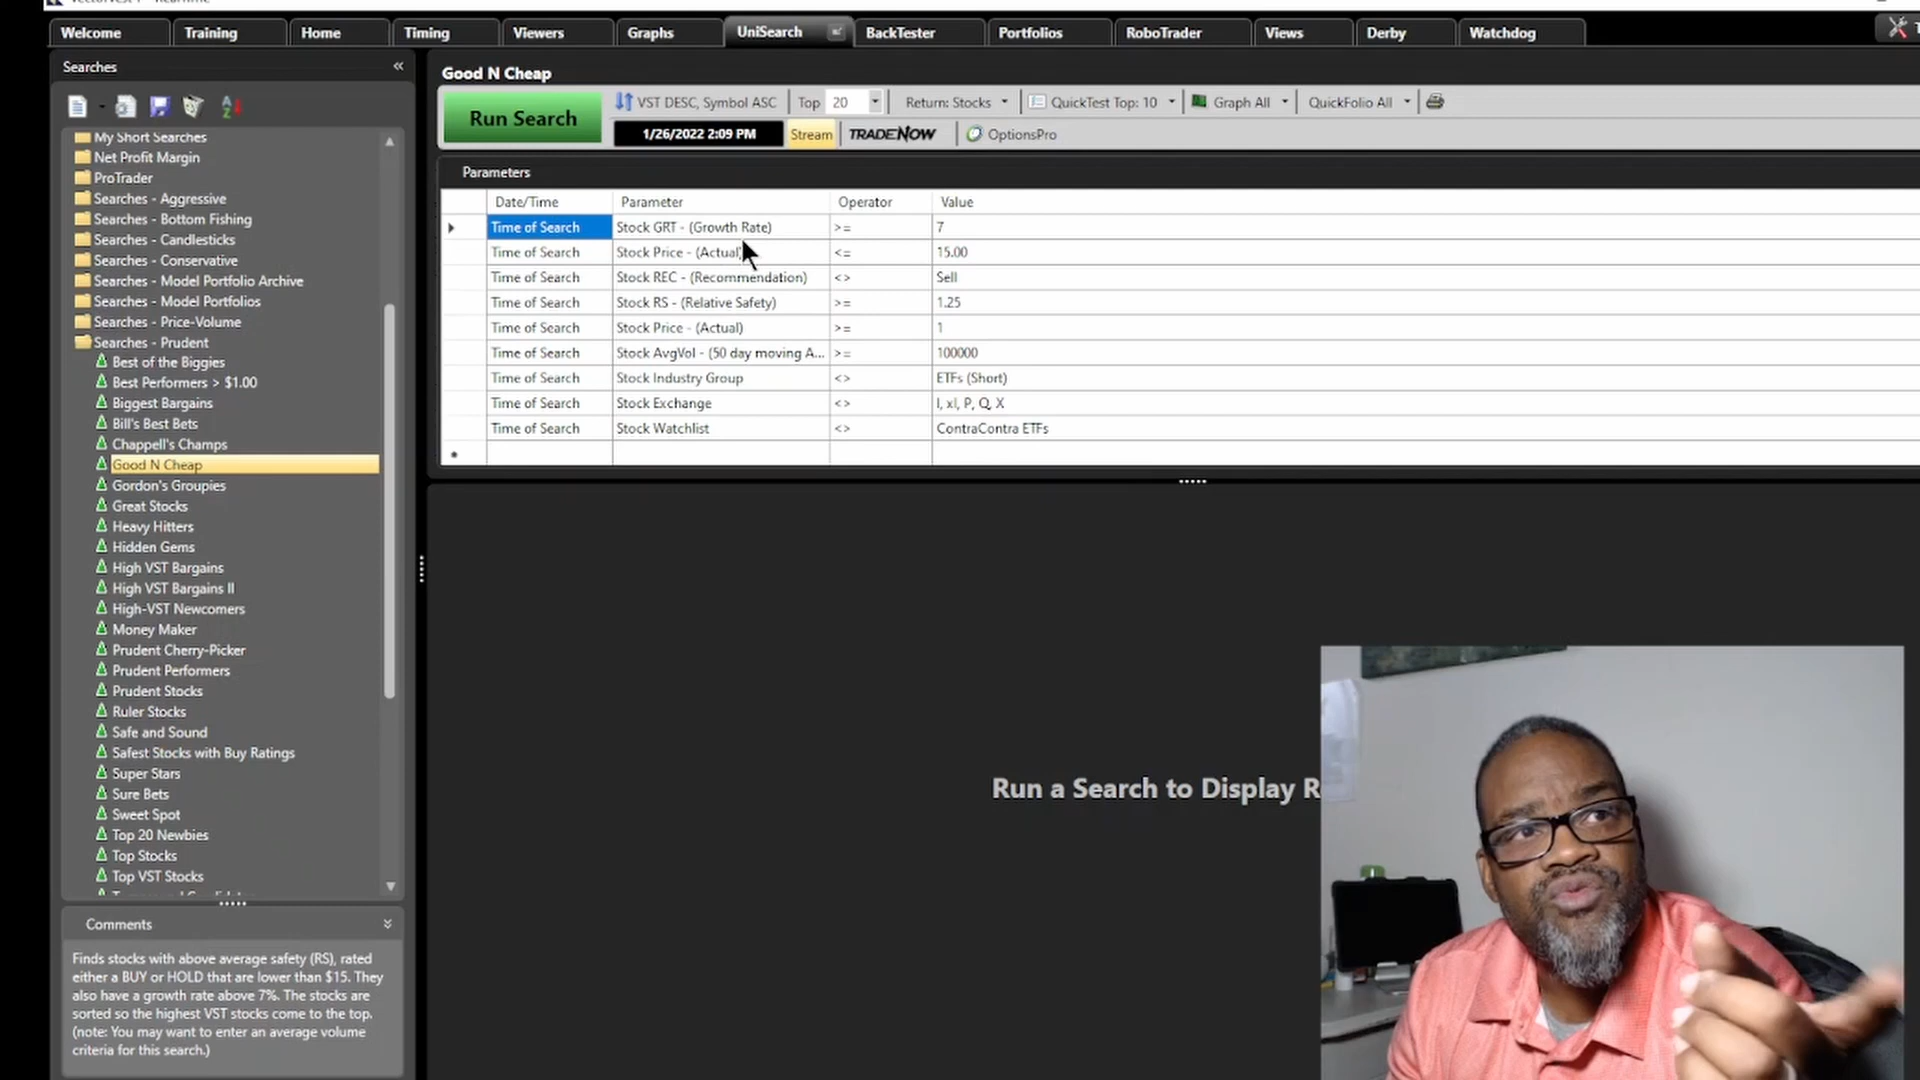 Welcome Training Home Timing Viewers Graphs UniSearch BackTester Portfolios RoboTrader Views Derby Watchdog
Searches
My Short Searches
Net Profit Margin
ProTrader
Searches - Aggressive
Searches - Bottom Fishing
Searches - Candlesticks
Searches - Conservative
Searches - Model Portfolio Archive
Searches - Model Portfolios
Searches - Price-Volume
Searches - Prudent
Best of the Biggies
Best Performers > $1.00
Biggest Bargains
Bill's Best Bets
Chappell's Champs
Good N Cheap
Gordon's Groupies
Great Stocks
Heavy Hitters
Hidden Gems
High VST Bargains
High VST Bargains II
High-VST Newcomers
Money Maker
Prudent Cherry-Picker
Prudent Performers
Prudent Stocks
Ruler Stocks
Safe and Sound
Safest Stocks with Buy Ratings
Super Stars
Sure Bets
Sweet Spot
Top 20 Newbies
Top Stocks
Top VST Stocks
Comments
Finds stocks with above average safety (RS), rated
either a BUY or HOLD that are lower than $15. They
also have a growth rate above 7%. The stocks are
sorted so the highest VST stocks come to the top.
(note: You may want to enter an average volume
criteria for this search.)
Good N Cheap
Run Search
VST DESC, Symbol ASC Top 20 Return: Stocks QuickTest Top: 10 Graph All QuickFolio All
1/26/2022 2:09 PM Stream TRADENOW OptionsPro
Parameters
Date/Time Parameter Operator Value
Time of Search Stock GRT - (Growth Rate) >= 7
Time of Search Stock Price - (Actual) <= 15.00
Time of Search Stock REC - (Recommendation) <> Sell
Time of Search Stock RS - (Relative Safety) >= 1.25
Time of Search Stock Price - (Actual) >= 1
Time of Search Stock AvgVol - (50 day moving A... >= 100000
Time of Search Stock Industry Group <> ETFs (Short)
Time of Search Stock Exchange <> I, xI, P, Q, X
Time of Search Stock Watchlist <> ContraContra ETFs
Run a Search to Display R